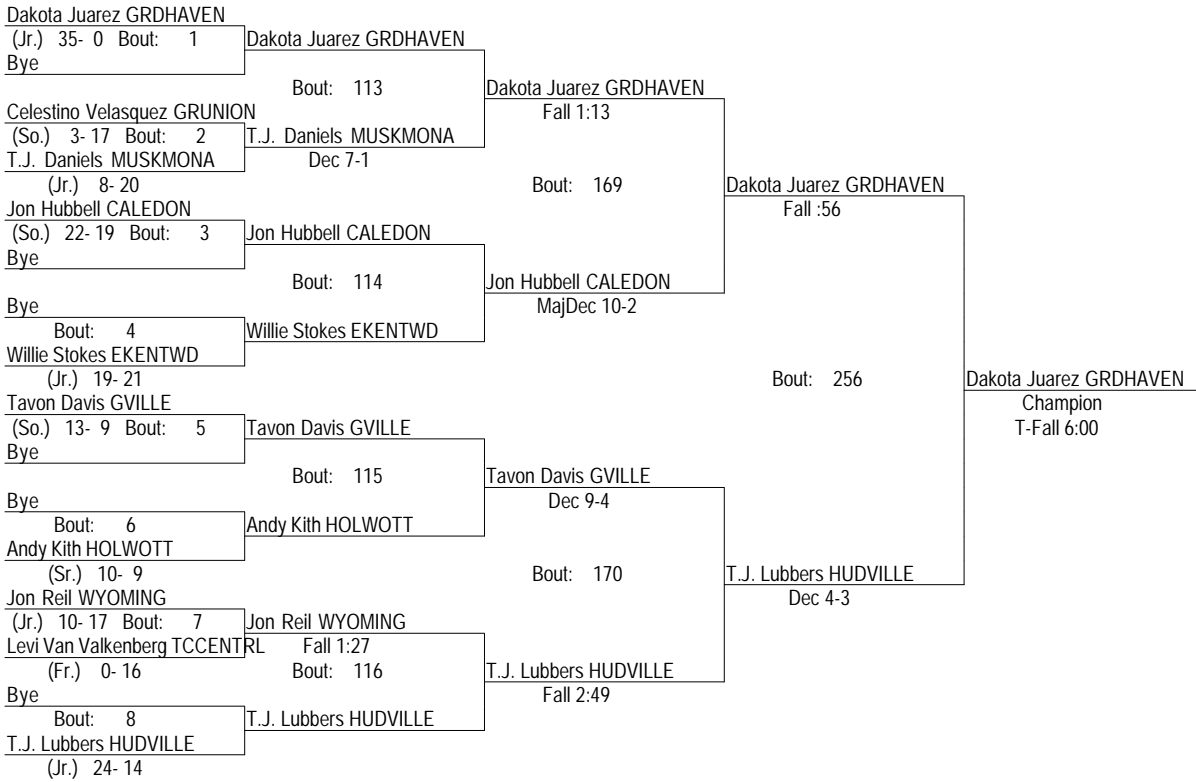 Dakota Juarez GRDHAVEN
(Jr.) 35- 0 Bout: 1
Bye
Dakota Juarez GRDHAVEN
Bout: 113
Celestino Velasquez GRUNION
(So.) 3- 17 Bout: 2
T.J. Daniels MUSKMONA
(Jr.) 8- 20
T.J. Daniels MUSKMONA
Dec 7-1
Dakota Juarez GRDHAVEN
Fall 1:13
Bout: 169
Jon Hubbell CALEDON
(So.) 22- 19 Bout: 3
Bye
Jon Hubbell CALEDON
Bout: 114
Bye
Bout: 4
Willie Stokes EKENTWD
(Jr.) 19- 21
Willie Stokes EKENTWD
Jon Hubbell CALEDON
MajDec 10-2
Dakota Juarez GRDHAVEN
Fall :56
Bout: 256
Tavon Davis GVILLE
(So.) 13- 9 Bout: 5
Bye
Tavon Davis GVILLE
Bout: 115
Bye
Bout: 6
Andy Kith HOLWOTT
(Sr.) 10- 9
Andy Kith HOLWOTT
Tavon Davis GVILLE
Dec 9-4
Bout: 170
Jon Reil WYOMING
(Jr.) 10- 17 Bout: 7
Levi Van Valkenberg TCCENTRL
(Fr.) 0- 16
Jon Reil WYOMING
Fall 1:27
Bout: 116
Bye
Bout: 8
T.J. Lubbers HUDVILLE
(Jr.) 24- 14
T.J. Lubbers HUDVILLE
T.J. Lubbers HUDVILLE
Fall 2:49
T.J. Lubbers HUDVILLE
Dec 4-3
Dakota Juarez GRDHAVEN
Champion
T-Fall 6:00